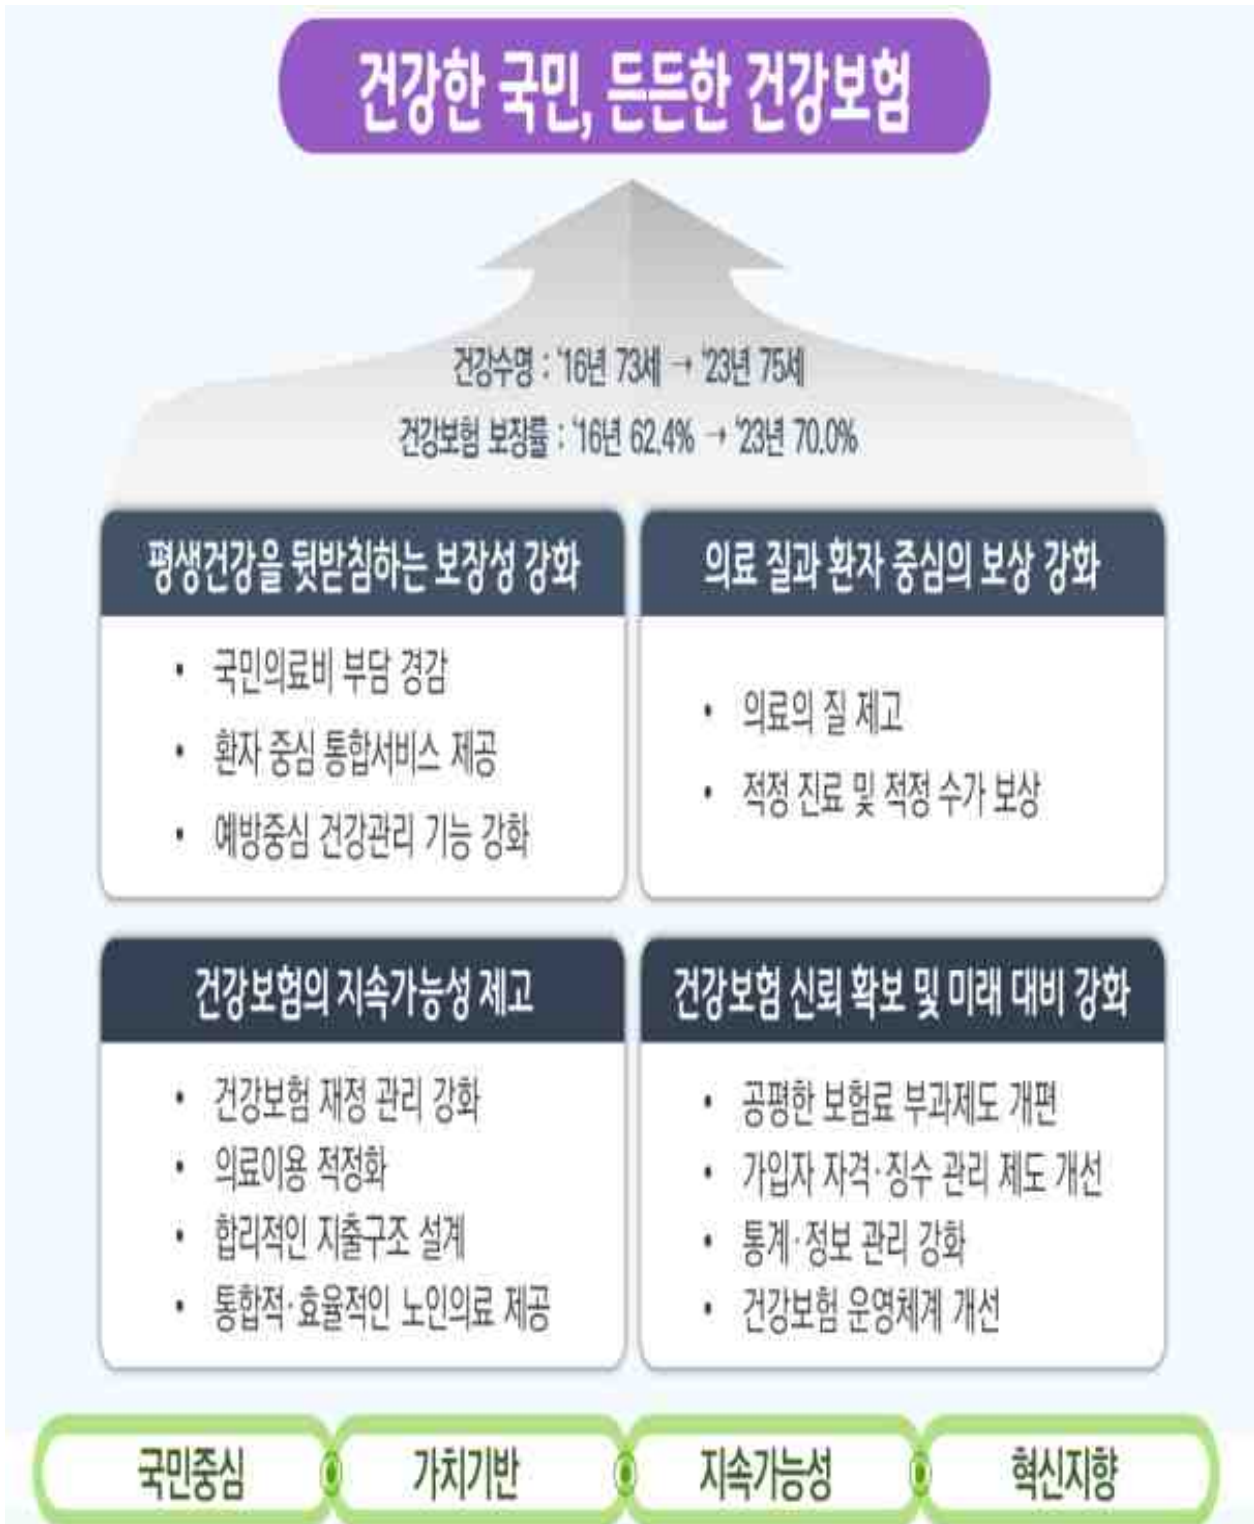 건강한 국민, 든든한 건강보험
건강수명 : '16년 73세 → '23년 75세
건강보험 보장률 : '16년 62.4% → '23년 70.0%
평생건강을 뒷받침하는 보장성 강화
• 국민의료비 부담 경감
• 환자 중심 통합서비스 제공
• 예방중심 건강관리 기능 강화
의료 질과 환자 중심의 보상 강화
• 의료의 질 제고
• 적정 진료 및 적정 수가 보상
건강보험의 지속가능성 제고
• 건강보험 재정 관리 강화
• 의료이용 적정화
• 합리적인 지출구조 설계
• 통합적·효율적인 노인의료 제공
건강보험 신뢰 확보 및 미래 대비 강화
• 공평한 보험료 부과제도 개편
• 가입자 자격·징수 관리 제도 개선
• 통계·정보 관리 강화
• 건강보험 운영체계 개선
국민중심
가치기반
지속가능성
혁신지향